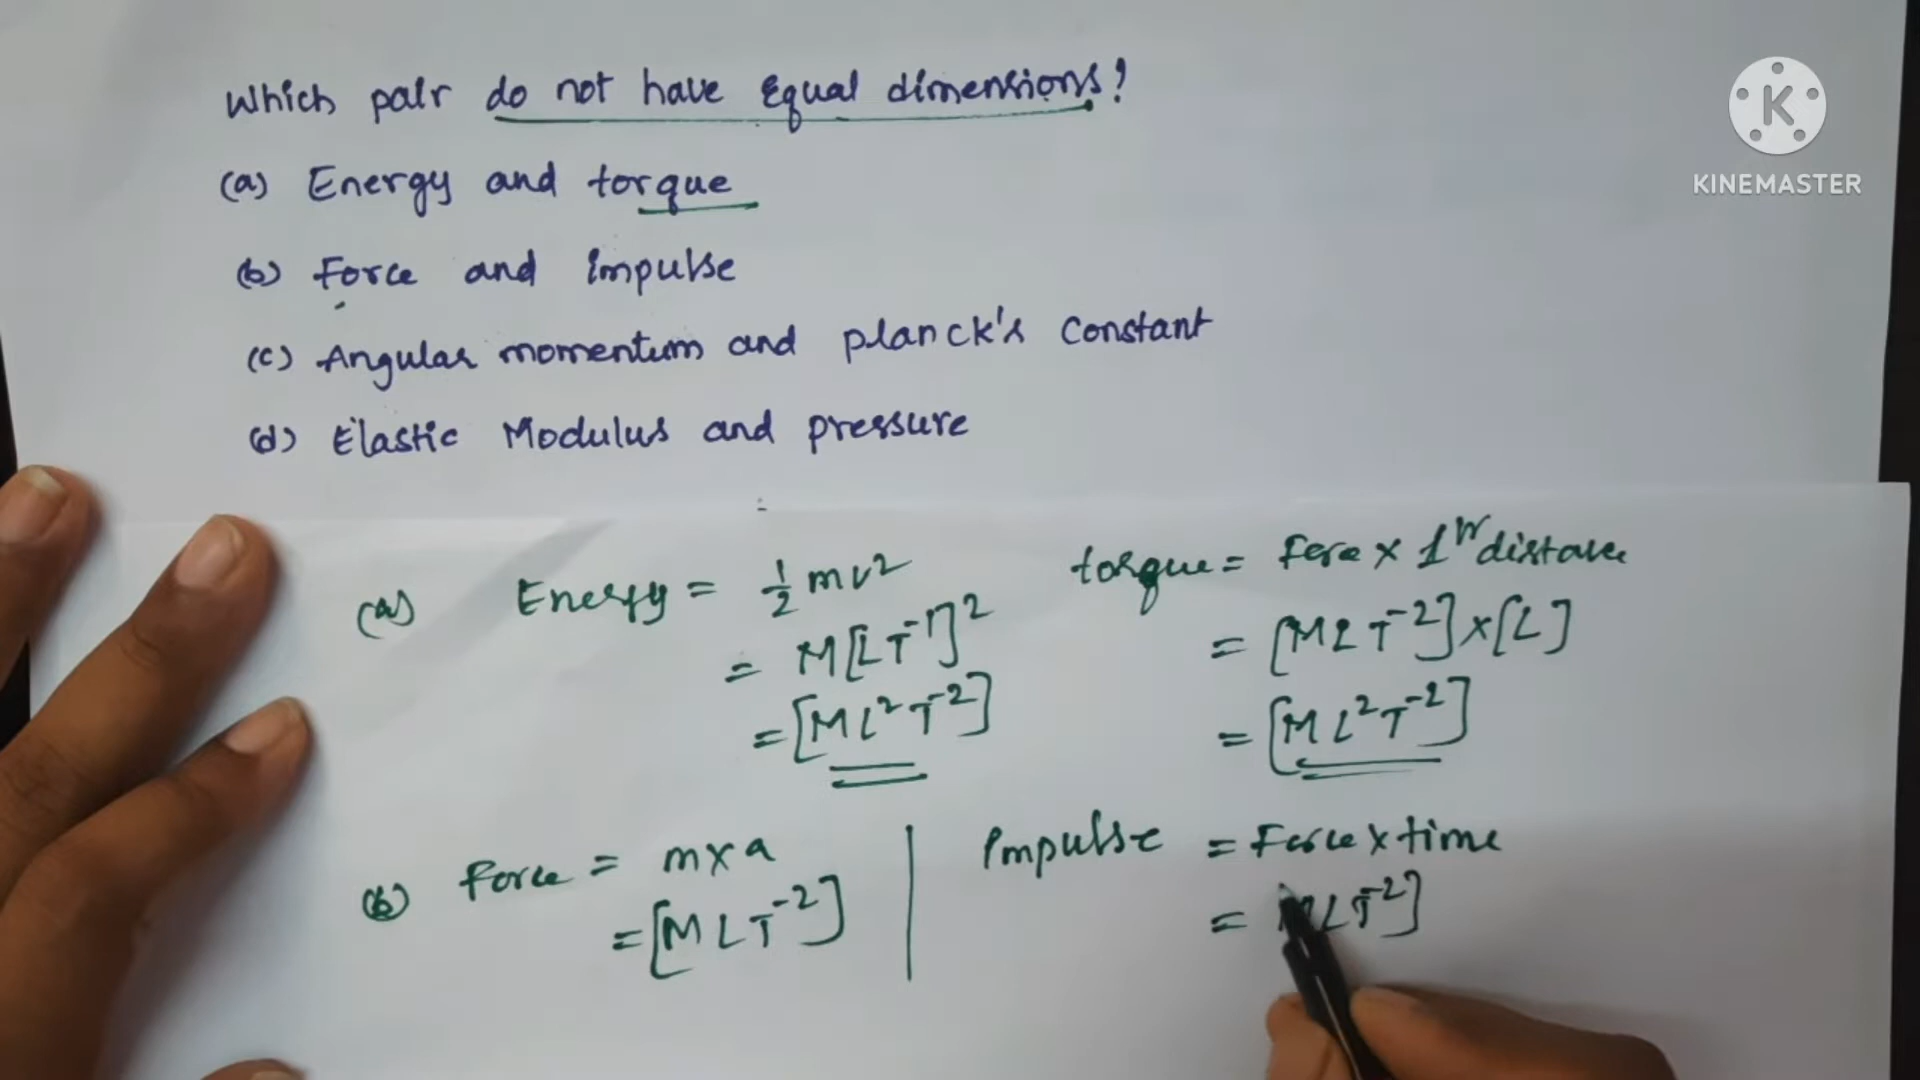 Which pair do not have Equal dimensions?
(a) Energy and torque
(b) Force and impulse
(c) Angular momentum and planck's constant
(d) Elastic Modulus and pressure
K
KINEMASTER
(a) Energy = 1/2 mv² torque = Force × ⊥r distance
= M[LT⁻¹]² = [MLT⁻²]×[L]
= [ML²T⁻²] = [ML²T⁻²]
(b) Force = m×a Impulse = Force × time
= [MLT⁻²] = MLT⁻²]